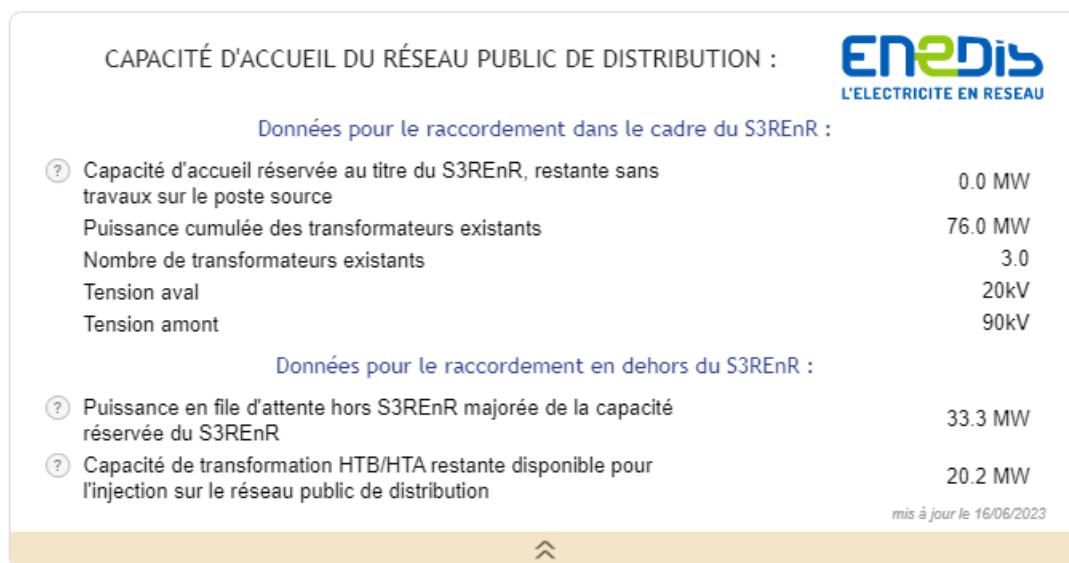 CAPACITÉ D'ACCUEIL DU RÉSEAU PUBLIC DE DISTRIBUTION :
ENEDIS
L'ELECTRICITE EN RESEAU
Données pour le raccordement dans le cadre du S3REnR :
? Capacité d'accueil réservée au titre du S3REnR, restante sans
travaux sur le poste source
0.0 MW
Puissance cumulée des transformateurs existants 76.0 MW
Nombre de transformateurs existants 3.0
Tension aval 20kV
Tension amont 90kV
Données pour le raccordement en dehors du S3REnR :
? Puissance en file d'attente hors S3REnR majorée de la capacité
réservée du S3REnR
33.3 MW
? Capacité de transformation HTB/HTA restante disponible pour
l'injection sur le réseau public de distribution
20.2 MW
mis à jour le 16/06/2023